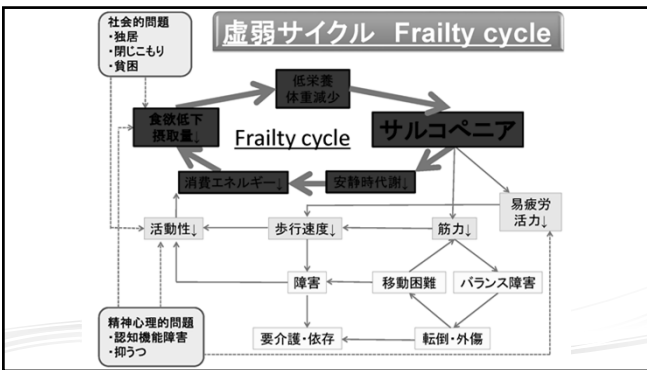 社会的問題
・独居
・閉じこもり
・貧困
虚弱サイクル Frailty cycle
低栄養
体重減少
食欲低下
摂取量↓
Frailty cycle
サルコペニア
消費エネルギー↓
安静時代謝↓
易疲労
活力↓
活動性↓
歩行速度↓
筋力↓
障害
移動困難
バランス障害
精神心理的問題
・認知機能障害
・抑うつ
要介護・依存
転倒・外傷